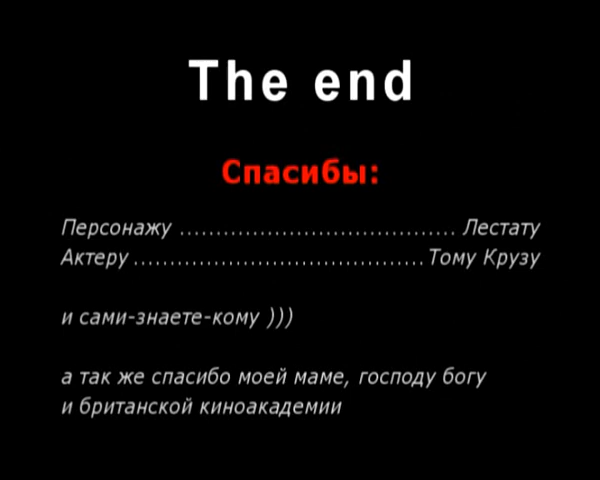 The end
Спасибы:
Персонажу ...................................... Лестату
Актеру ........................................ Тому Крузу
и сами-знаете-кому )))
а так же спасибо моей маме, господу богу
и британской киноакадемии